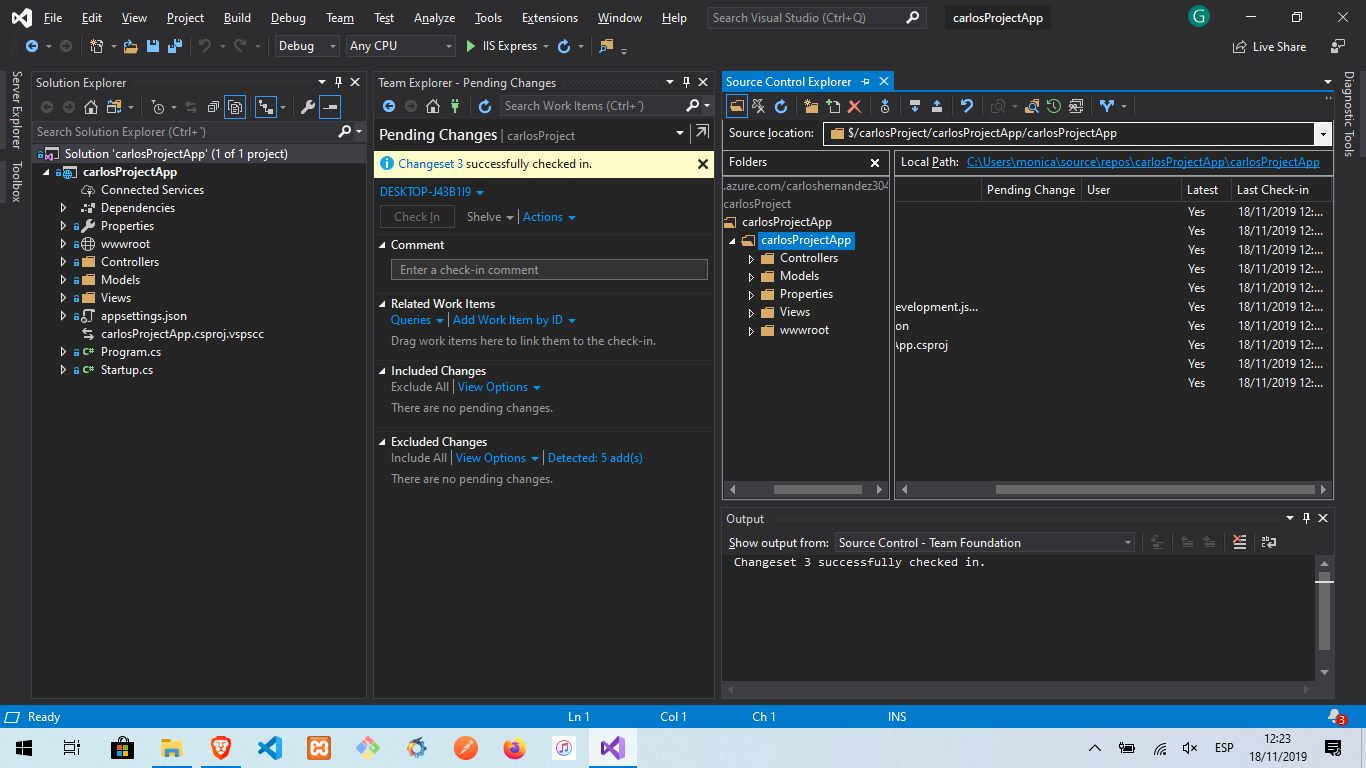 File Edit View Project Build Debug Team Test Analyze Tools Extensions Window Help Search Visual Studio (Ctrl+Q) carlosProjectApp G
Debug Any CPU IIS Express Live Share
Server Explorer
Toolbox
Solution Explorer
Search Solution Explorer (Ctrl+`)
Solution 'carlosProjectApp' (1 of 1 project)
carlosProjectApp
Connected Services
Dependencies
Properties
wwwroot
Controllers
Models
Views
appsettings.json
carlosProjectApp.csproj.vspscc
C# Program.cs
C# Startup.cs
Team Explorer - Pending Changes
Search Work Items (Ctrl+`)
Pending Changes | carlosProject
Changeset 3 successfully checked in.
DESKTOP-J43B1I9
Check In Shelve Actions
Comment
Enter a check-in comment
Related Work Items
Queries Add Work Item by ID
Drag work items here to link them to the check-in.
Included Changes
Exclude All View Options
There are no pending changes.
Excluded Changes
Include All View Options Detected: 5 add(s)
There are no pending changes.
Source Control Explorer
Source Location: $/carlosProject/carlosProjectApp/carlosProjectApp
Folders
.azure.com/carloshernandez304
carlosProject
carlosProjectApp
carlosProjectApp
Controllers
Models
Properties
Views
wwwroot
Local Path: C:\Users\monica\source\repos\carlosProjectApp\carlosProjectApp
Pending Change User Latest Last Check-in
Yes 18/11/2019 12:...
Yes 18/11/2019 12:...
Yes 18/11/2019 12:...
Yes 18/11/2019 12:...
Yes 18/11/2019 12:...
evelopment.js... Yes 18/11/2019 12:...
on Yes 18/11/2019 12:...
App.csproj Yes 18/11/2019 12:...
Yes 18/11/2019 12:...
Yes 18/11/2019 12:...
Diagnostic Tools
Output
Show output from: Source Control - Team Foundation
Changeset 3 successfully checked in.
Ready Ln 1 Col 1 Ch 1 INS 3
ESP 12:23
18/11/2019